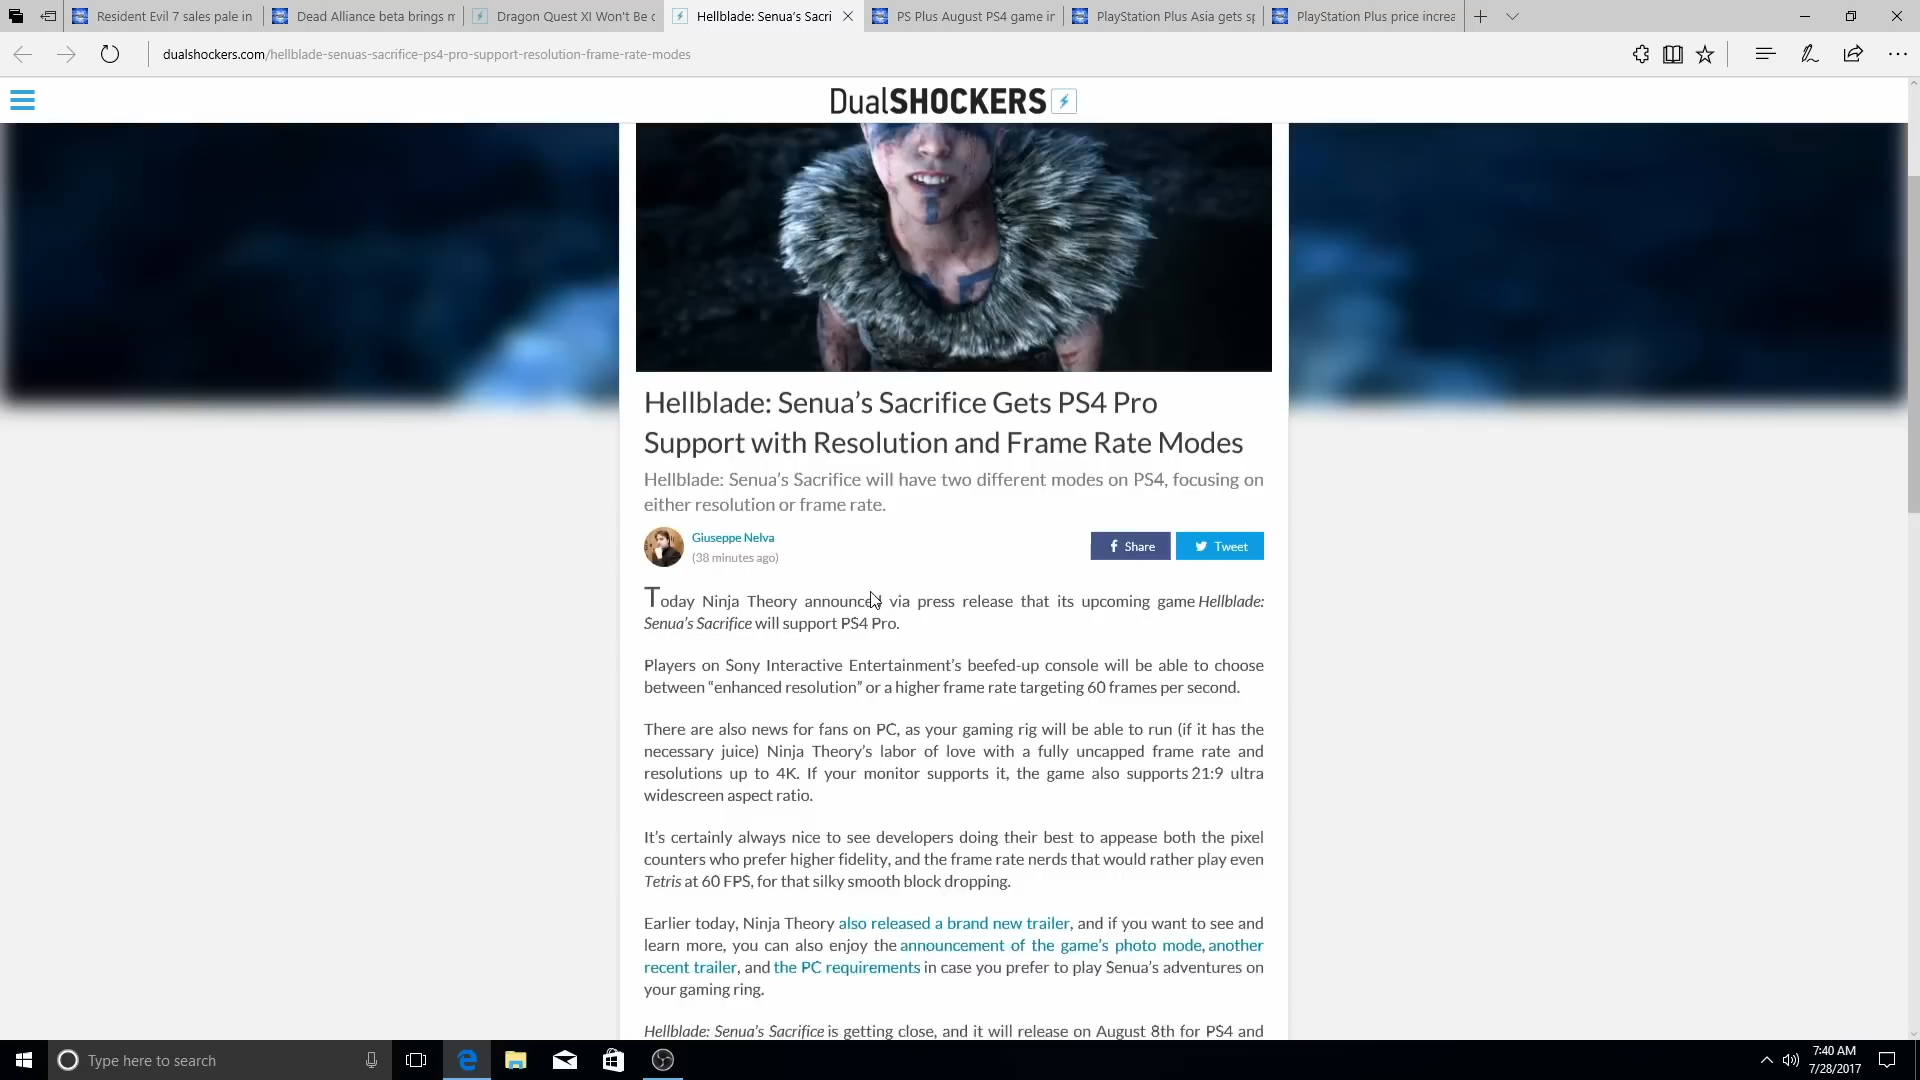 Resident Evil 7 sales pale in
Dead Alliance beta brings m
Dragon Quest XI Won't Be c
Hellblade: Senua's Sacri
PS Plus August PS4 game in
PlayStation Plus Asia gets sp
PlayStation Plus price increa
dualshockers.com/hellblade-senuas-sacrifice-ps4-pro-support-resolution-frame-rate-modes
DualSHOCKERS
Hellblade: Senua's Sacrifice Gets PS4 Pro
Support with Resolution and Frame Rate Modes
Hellblade: Senua's Sacrifice will have two different modes on PS4, focusing on
either resolution or frame rate.
Giuseppe Nelva
(38 minutes ago)
Share
Tweet
Today Ninja Theory announced via press release that its upcoming game Hellblade:
Senua's Sacrifice will support PS4 Pro.
Players on Sony Interactive Entertainment's beefed-up console will be able to choose
between “enhanced resolution” or a higher frame rate targeting 60 frames per second.
There are also news for fans on PC, as your gaming rig will be able to run (if it has the
necessary juice) Ninja Theory's labor of love with a fully uncapped frame rate and
resolutions up to 4K. If your monitor supports it, the game also supports 21:9 ultra
widescreen aspect ratio.
It's certainly always nice to see developers doing their best to appease both the pixel
counters who prefer higher fidelity, and the frame rate nerds that would rather play even
Tetris at 60 FPS, for that silky smooth block dropping.
Earlier today, Ninja Theory also released a brand new trailer, and if you want to see and
learn more, you can also enjoy the announcement of the game's photo mode, another
recent trailer, and the PC requirements in case you prefer to play Senua's adventures on
your gaming ring.
Hellblade: Senua's Sacrifice is getting close, and it will release on August 8th for PS4 and
Type here to search
7:40 AM
7/28/2017